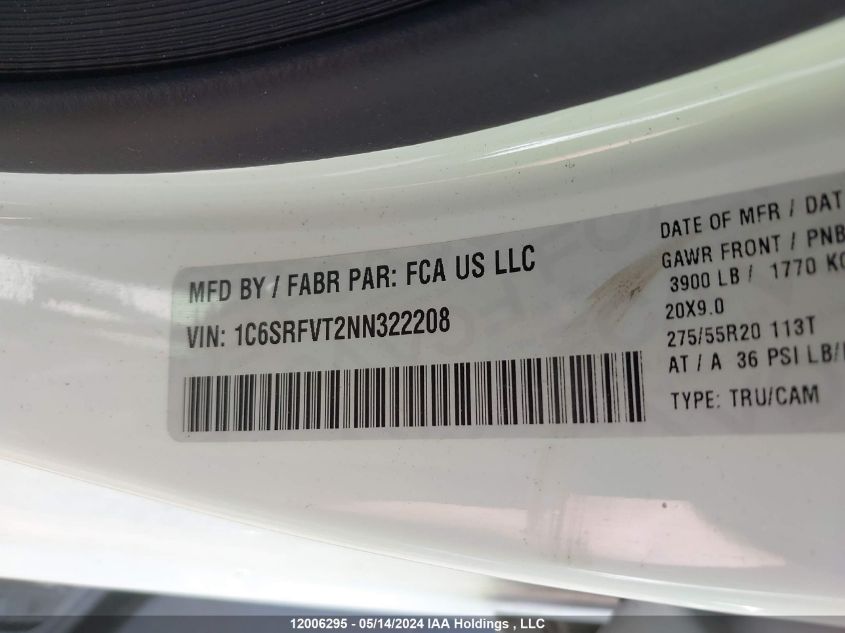 MFD BY / FABR PAR: FCA US LLC
VIN: 1C6SRFVT2NN322208
DATE OF MFR / DAT
GAWR FRONT / PNB
3900 LB / 1770 KG
20X9.0
275/55R20 113T
AT / A 36 PSI LB/
TYPE: TRU/CAM
12006295 - 05/14/2024 IAA Holdings , LLC